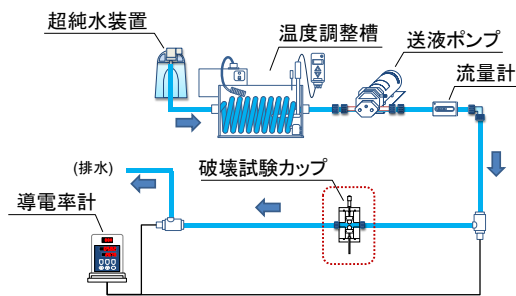 超純水装置
温度調整槽
送液ポンプ
流量計
(排水)
破壊試験カップ
導電率計